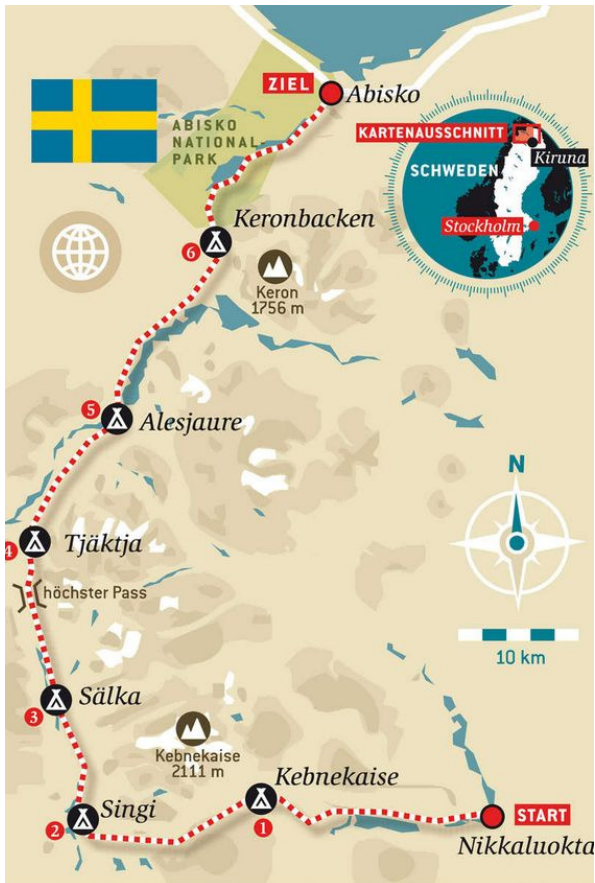 ZIEL
Abisko
ABISKO
NATIONAL-
PARK
KARTENAUSSCHNITT
Kiruna
SCHWEDEN
Stockholm
Keronbacken
6
Keron
1756 m
5
Alesjaure
N
4
Tjäktja
höchster Pass
10 km
Sälka
3
Kebnekaise
2111 m
Kebnekaise
1
Singi
2
START
Nikkaluokta